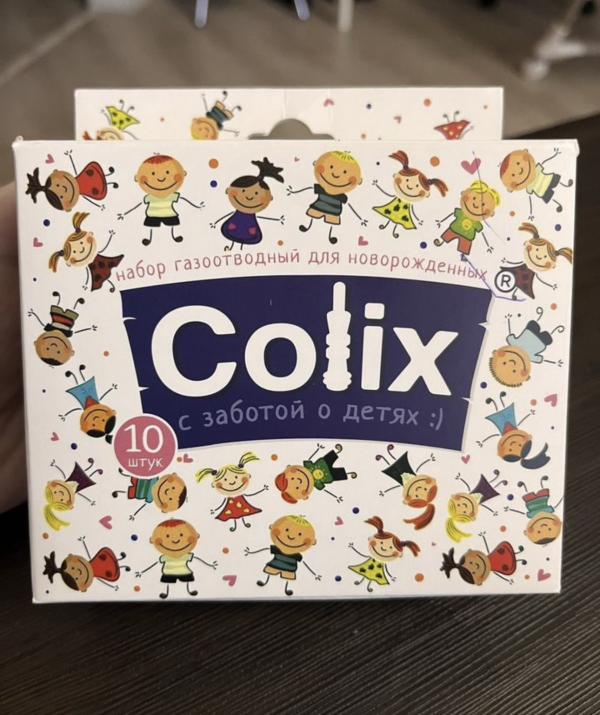 набор газоотводный для новорожденных
®
Colix
с заботой о детях :)
10
штук